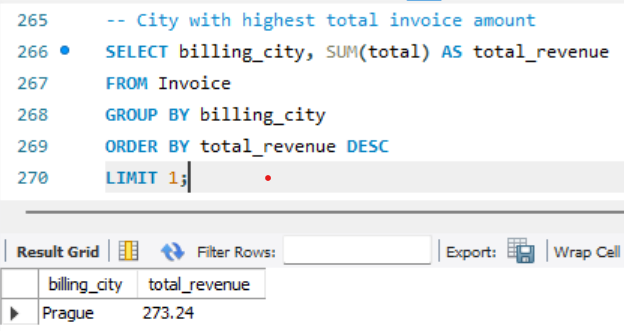 265 -- City with highest total invoice amount
266 SELECT billing_city, SUM(total) AS total_revenue
267 FROM Invoice
268 GROUP BY billing_city
269 ORDER BY total_revenue DESC
270 LIMIT 1;
Result Grid Filter Rows: Export: Wrap Cell
billing_city total_revenue
Prague 273.24